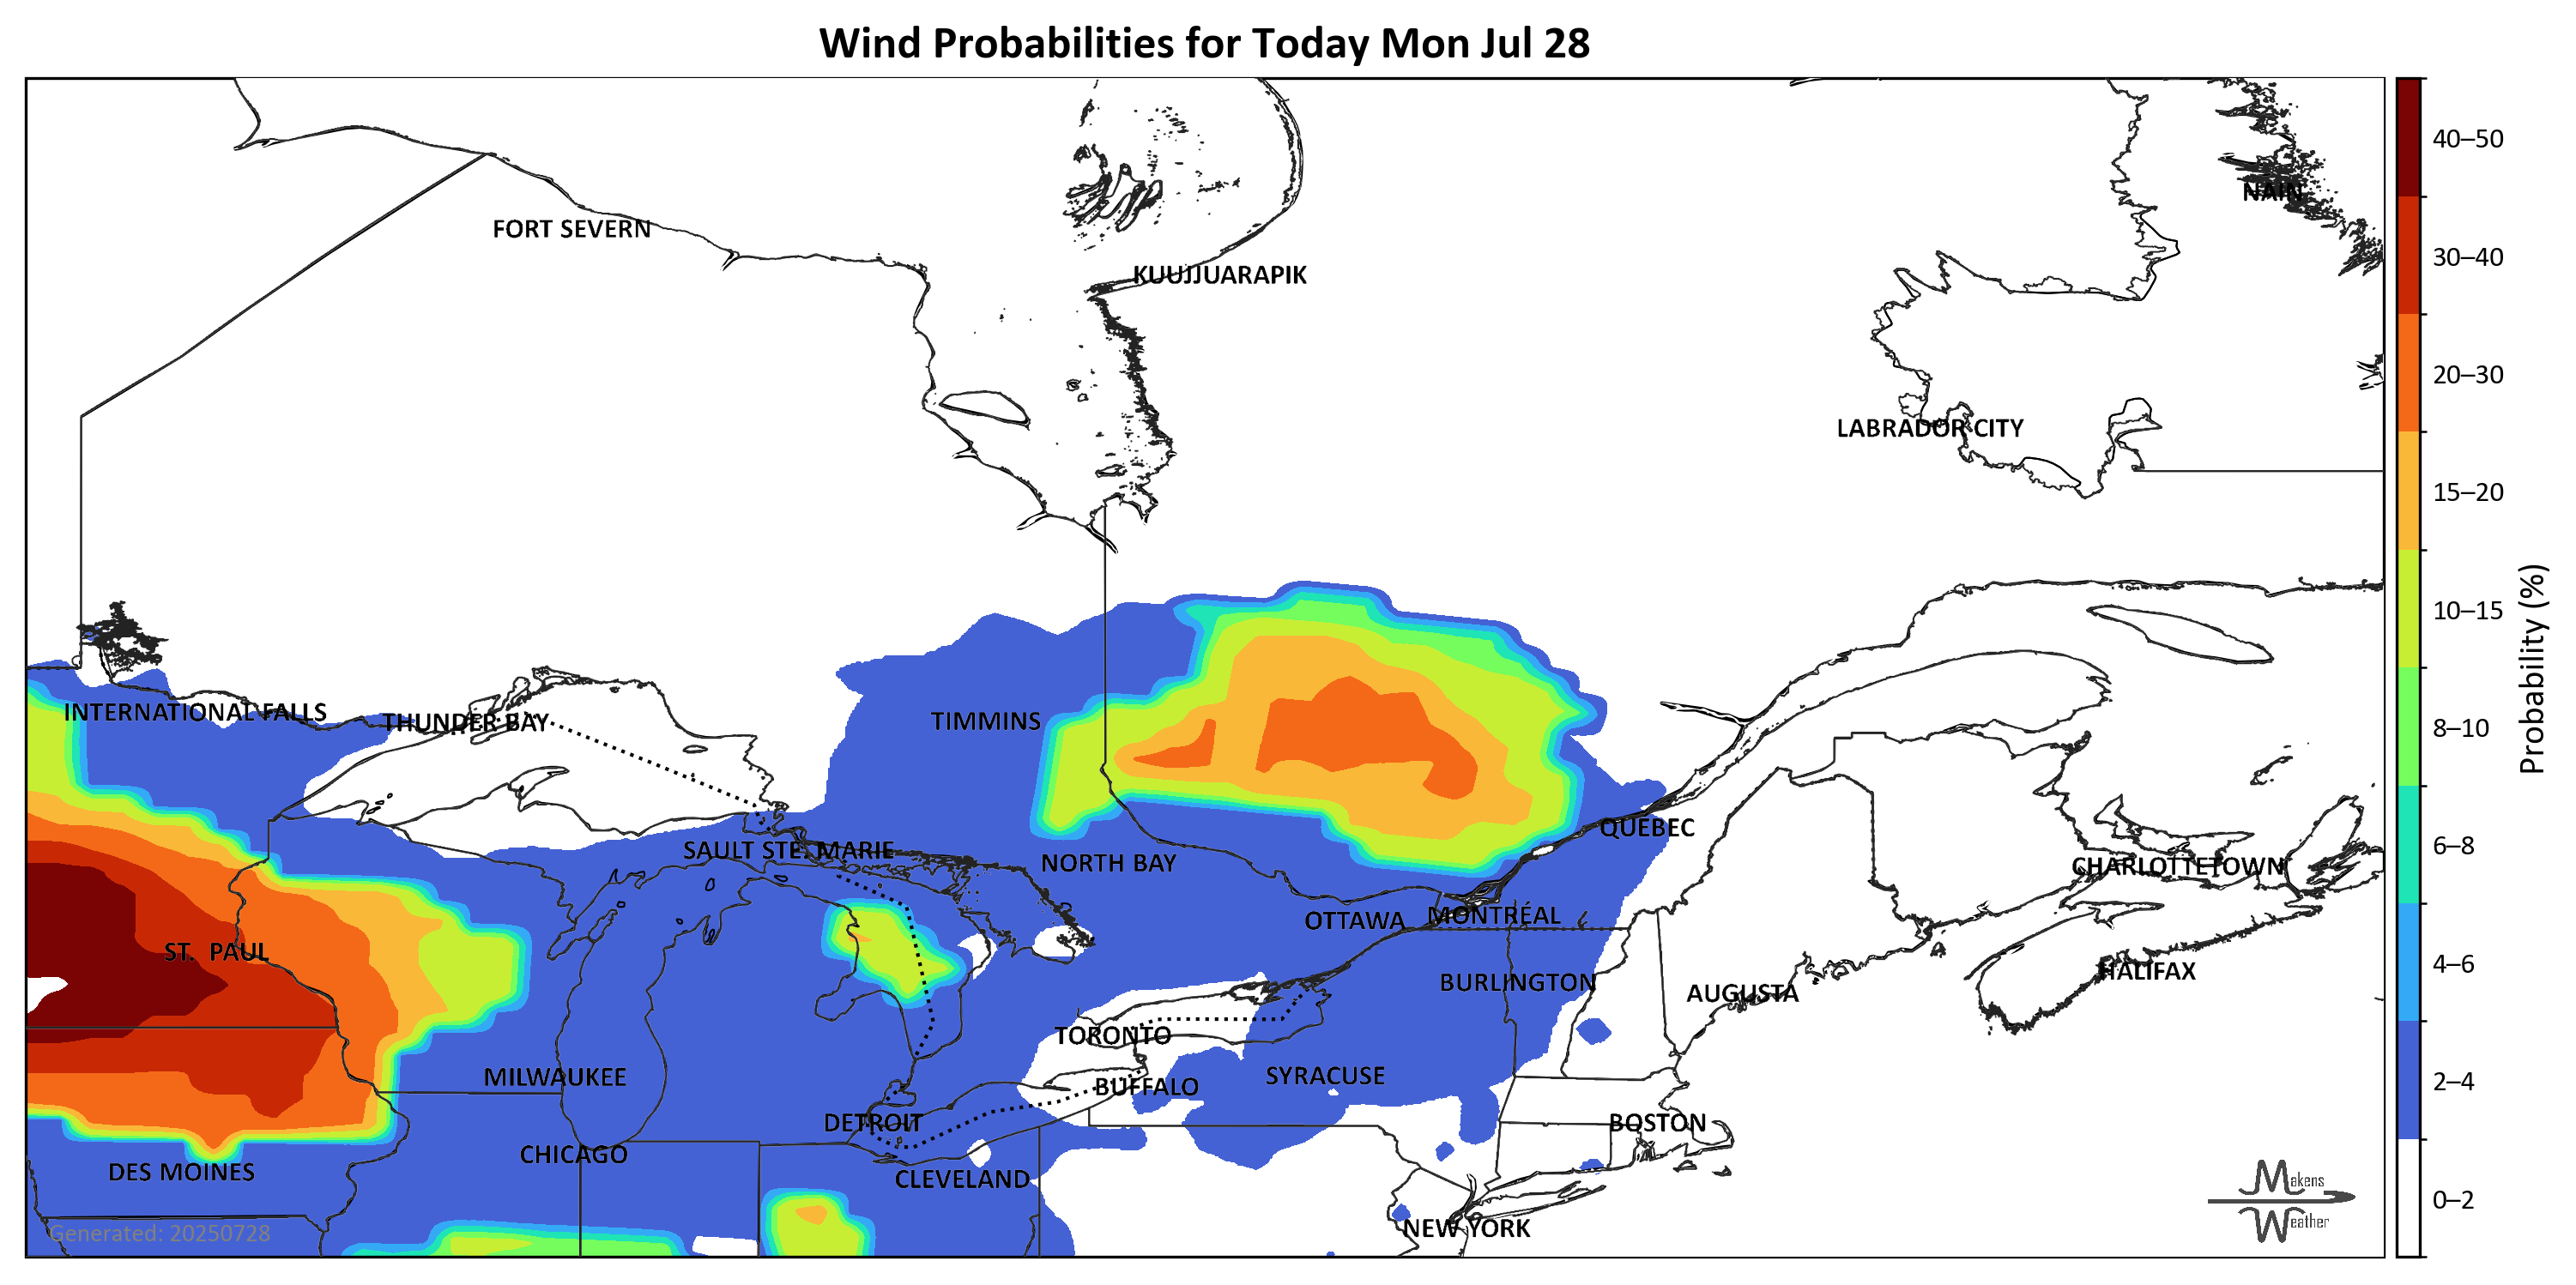 Wind Probabilities for Today Mon Jul 28
40–50
NAIN
FORT SEVERN
30–40
KUUJJUARAPIK
20–30
LABRADOR CITY
15–20
10–15
Probability (%)
INTERNATIONAL FALLS
THUNDER BAY
TIMMINS
8–10
QUÉBEC
SAULT STE. MARIE
NORTH BAY
CHARLOTTETOWN
6–8
OTTAWA
MONTRÉAL
ST. PAUL
HALIFAX
4–6
BURLINGTON
AUGUSTA
TORONTO
MILWAUKEE
BUFFALO
SYRACUSE
2–4
DETROIT
BOSTON
CHICAGO
DES MOINES
CLEVELAND
Makens
Weather
0–2
NEW YORK
Generated: 20250728